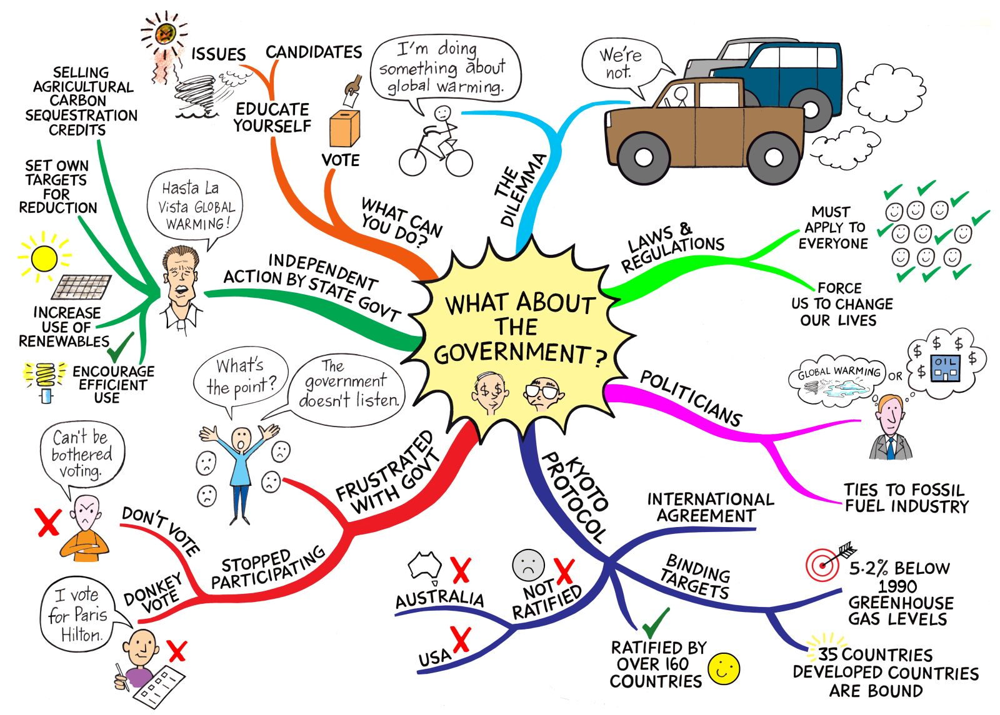 WHAT ABOUT
THE
GOVERNMENT?
THE
DILEMMA
I'm doing
something about
global warming.
We're
not.
LAWS &
REGULATIONS
MUST
APPLY TO
EVERYONE
FORCE
US TO CHANGE
OUR LIVES
POLITICIANS
GLOBAL WARMING
OR
$ $ $ $ $
OIL
TIES TO FOSSIL
FUEL INDUSTRY
KYOTO
PROTOCOL
INTERNATIONAL
AGREEMENT
BINDING
TARGETS
5.2% BELOW
1990
GREENHOUSE
GAS LEVELS
35 COUNTRIES
DEVELOPED COUNTRIES
ARE BOUND
RATIFIED BY
OVER 160
COUNTRIES
NOT
RATIFIED
AUSTRALIA
USA
FRUSTRATED
WITH GOVT
What's
the point?
The
government
doesn't listen.
STOPPED
PARTICIPATING
DON'T VOTE
Can't be
bothered
voting.
DONKEY
VOTE
I vote
for Paris
Hilton.
INDEPENDENT
ACTION BY STATE GOVT
Hasta La
Vista GLOBAL
WARMING!
SELLING
AGRICULTURAL
CARBON
SEQUESTRATION
CREDITS
SET OWN
TARGETS
FOR
REDUCTION
INCREASE
USE OF
RENEWABLES
ENCOURAGE
EFFICIENT
USE
WHAT CAN
YOU DO?
EDUCATE
YOURSELF
ISSUES
CANDIDATES
VOTE
$ $